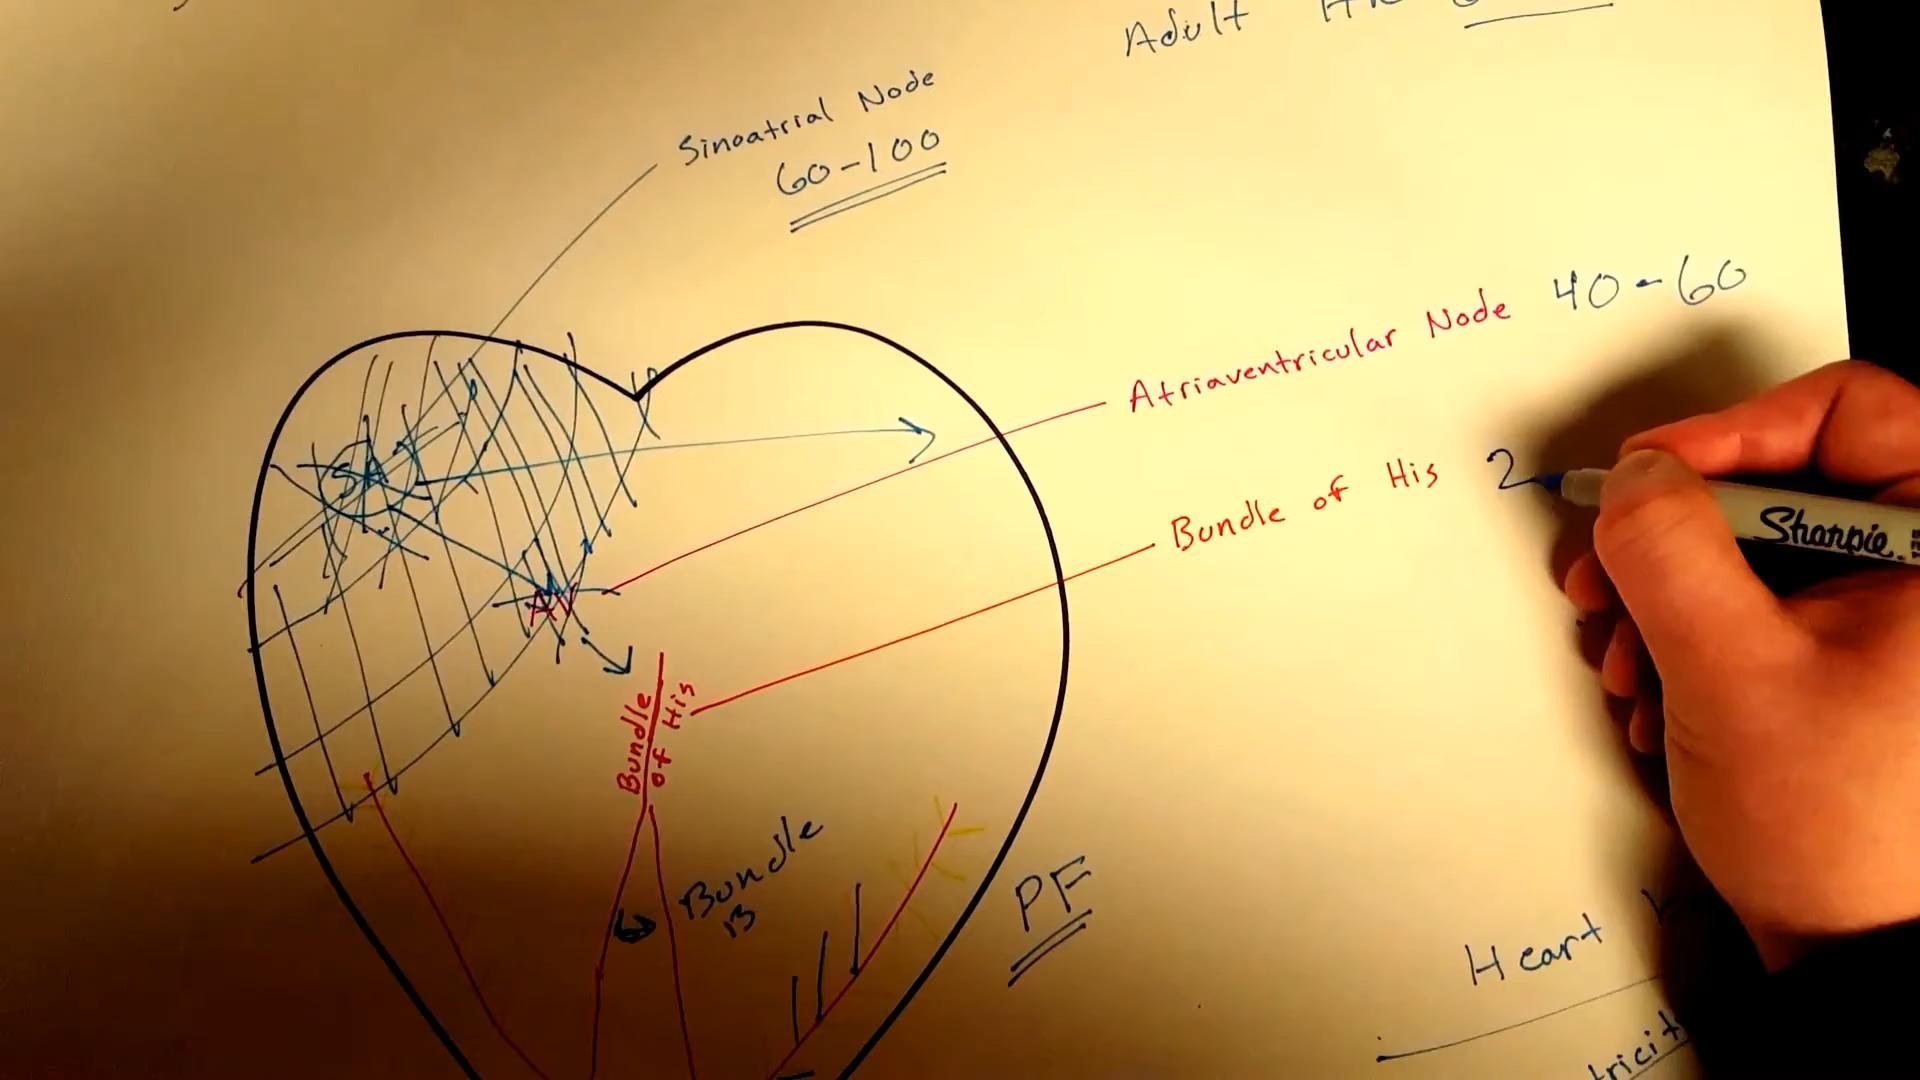 Adult
Sinoatrial Node
60-100
Atriaventricular Node 40-60
Bundle of His 2
Sharpie.
SA
AV
Bundle
of His
Bundle
B
PF
Heart